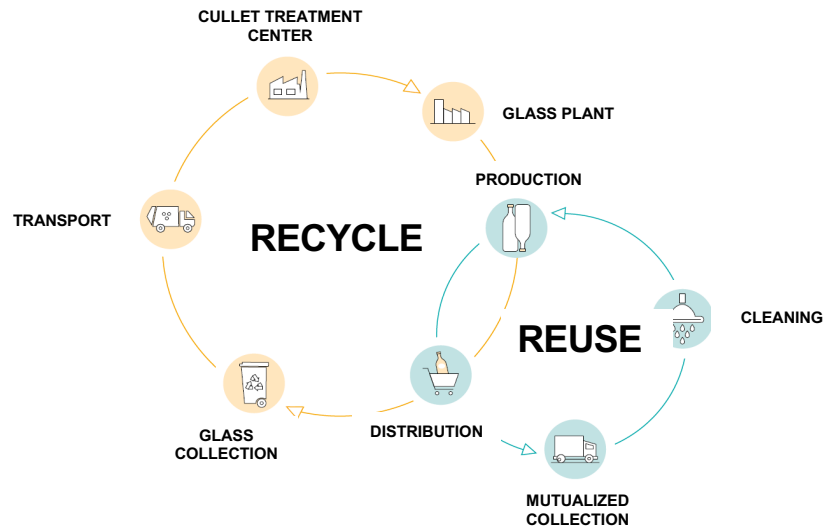 CULLET TREATMENT
CENTER
GLASS PLANT
PRODUCTION
TRANSPORT
RECYCLE
CLEANING
REUSE
GLASS
COLLECTION
DISTRIBUTION
MUTUALIZED
COLLECTION